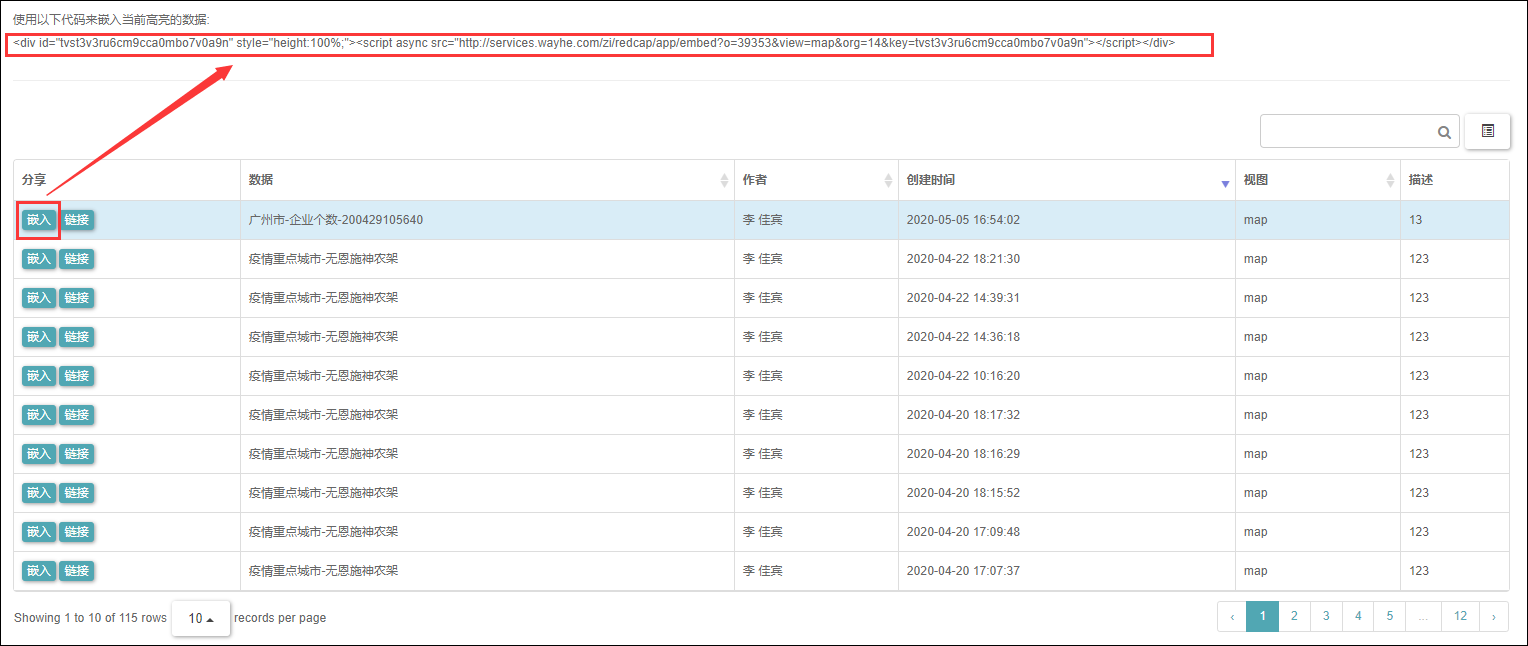 使用以下代码来嵌入当前高亮的数据:
<div id="tvst3v3ru6cm9cca0mbo7v0a9n" style="height:100%;"><script async src="http://services.wayhe.com/zi/redcap/app/embed?o=39353&view=map&org=14&key=tvst3v3ru6cm9cca0mbo7v0a9n"></script></div>
分享 数据 作者 创建时间 视图 描述
嵌入 链接 广州市-企业个数-200429105640 李 佳宾 2020-05-05 16:54:02 map 13
嵌入 链接 疫情重点城市-无恩施神农架 李 佳宾 2020-04-22 18:21:30 map 123
嵌入 链接 疫情重点城市-无恩施神农架 李 佳宾 2020-04-22 14:39:31 map 123
嵌入 链接 疫情重点城市-无恩施神农架 李 佳宾 2020-04-22 14:36:18 map 123
嵌入 链接 疫情重点城市-无恩施神农架 李 佳宾 2020-04-22 10:16:20 map 123
嵌入 链接 疫情重点城市-无恩施神农架 李 佳宾 2020-04-20 18:17:32 map 123
嵌入 链接 疫情重点城市-无恩施神农架 李 佳宾 2020-04-20 18:16:29 map 123
嵌入 链接 疫情重点城市-无恩施神农架 李 佳宾 2020-04-20 18:15:52 map 123
嵌入 链接 疫情重点城市-无恩施神农架 李 佳宾 2020-04-20 17:09:48 map 123
嵌入 链接 疫情重点城市-无恩施神农架 李 佳宾 2020-04-20 17:07:37 map 123
Showing 1 to 10 of 115 rows 10 records per page ‹ 1 2 3 4 5 ... 12 ›